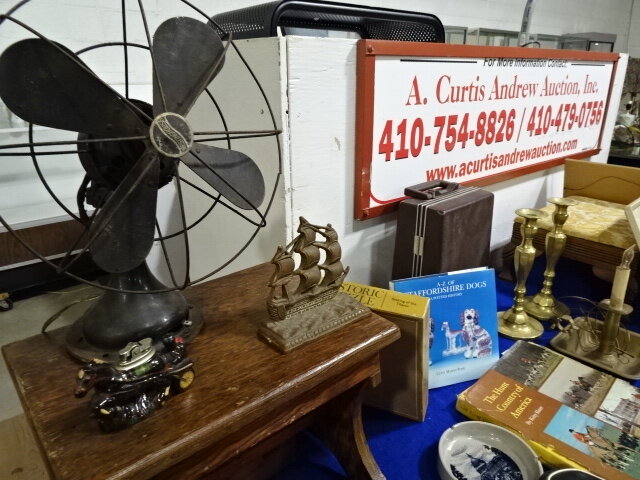 For More Information Contact:
A. Curtis Andrew Auction, Inc.
410-754-8826 / 410-479-0756
www.acurtisandrewauction.com
A-Z OF
STAFFORDSHIRE DOGS
The Hunt
Country of
America